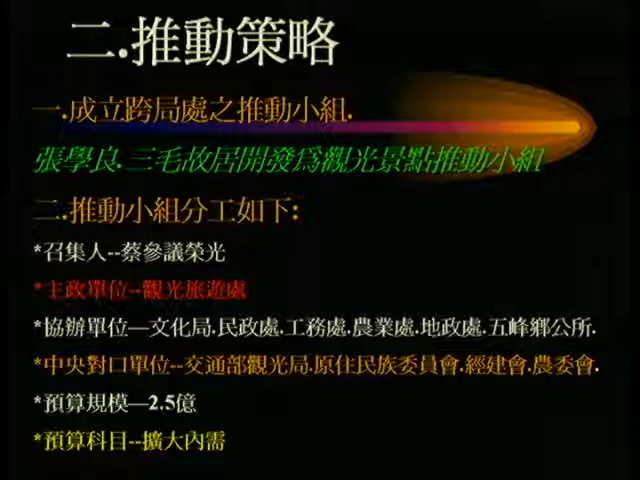 二.推動策略
一.成立跨局處之推動小組.
張學良.三毛故居開發為觀光景點推動小組
二.推動小組分工如下:
*召集人--蔡參議榮光
*主政單位--觀光旅遊處
*協辦單位—文化局.民政處.工務處.農業處.地政處.五峰鄉公所.
*中央對口單位--交通部觀光局.原住民族委員會.經建會.農委會.
*預算規模—2.5億
*預算科目--擴大內需